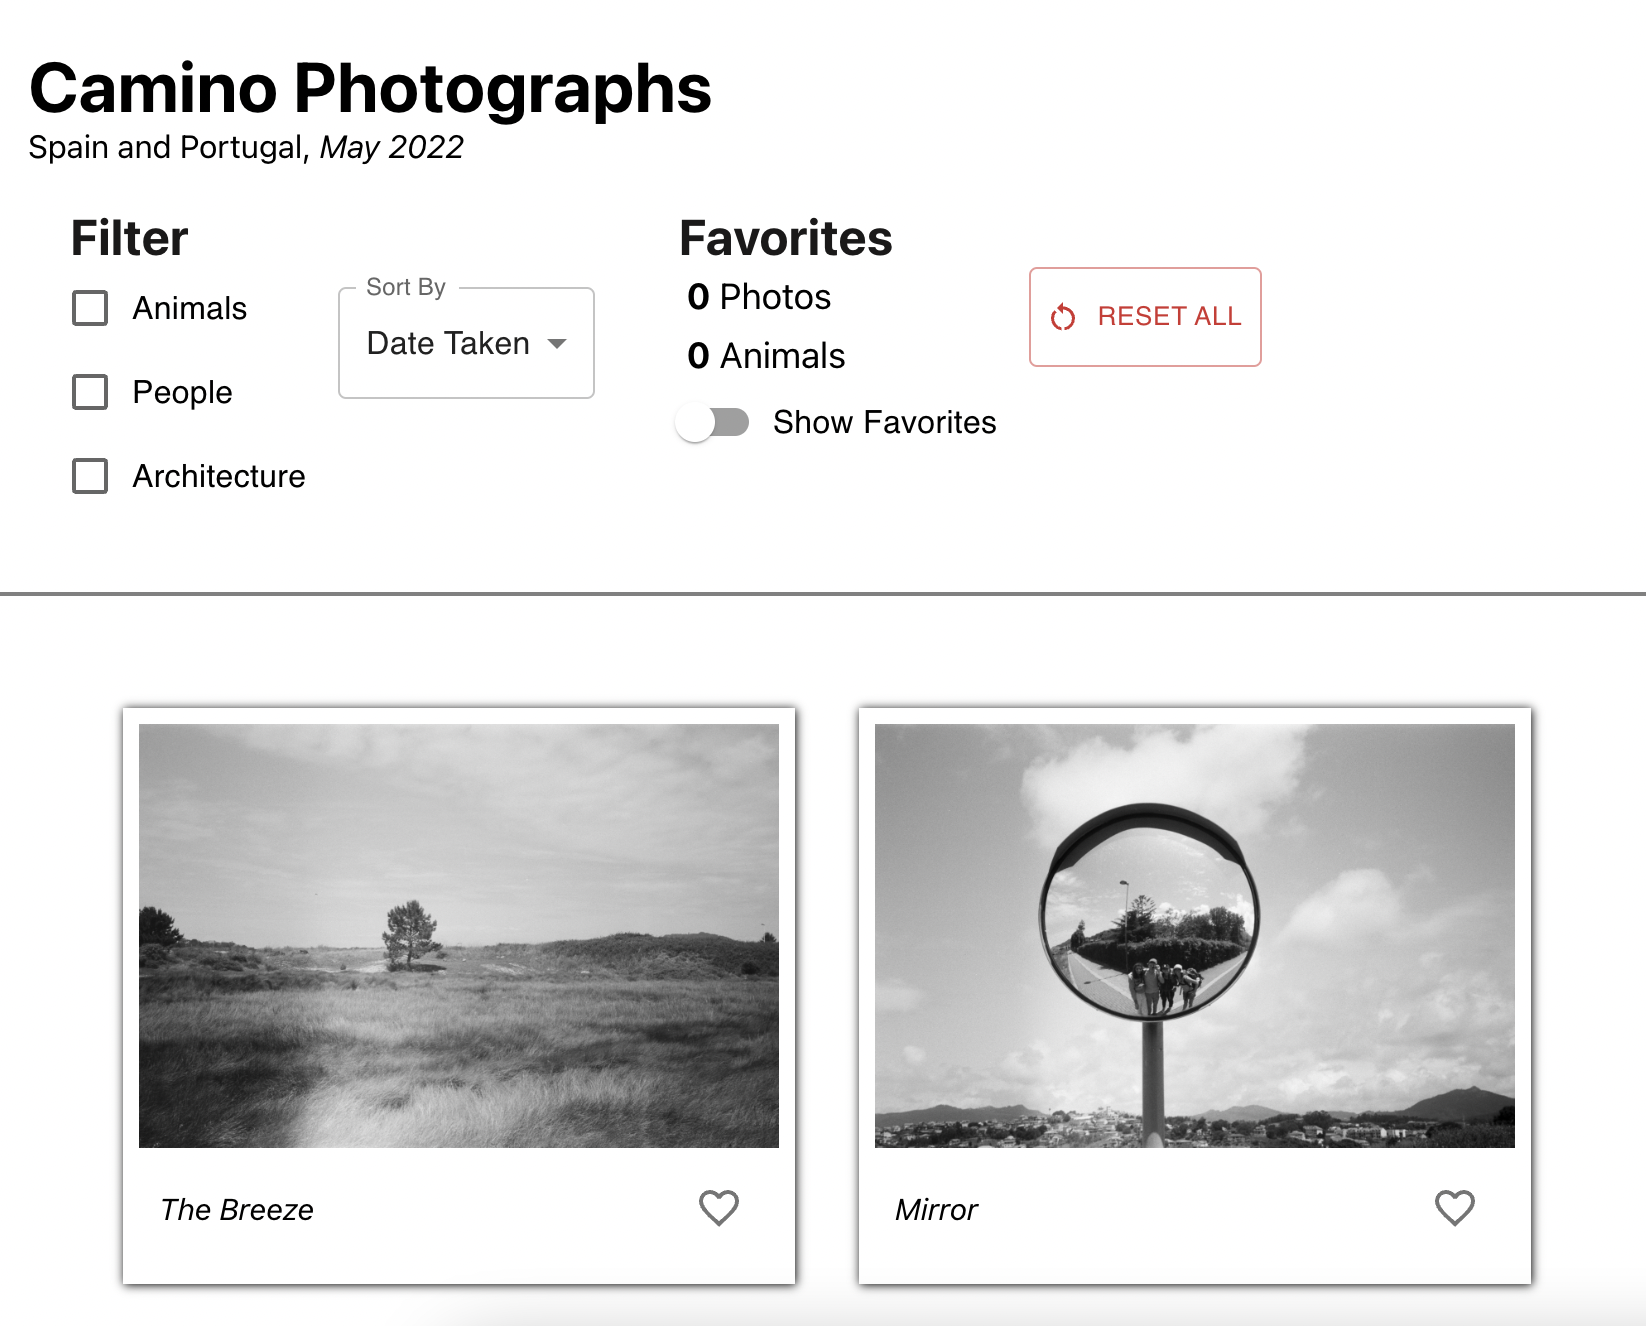 Camino Photographs
Spain and Portugal, May 2022
Filter
Animals
People
Architecture
Sort By
Date Taken
Favorites
0 Photos
0 Animals
Show Favorites
RESET ALL
The Breeze
Mirror